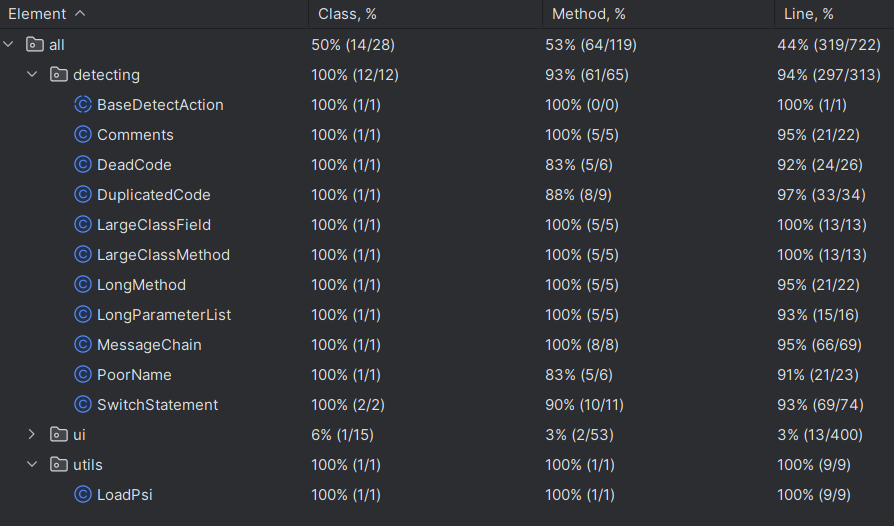 Element Class, % Method, % Line, %
all 50% (14/28) 53% (64/119) 44% (319/722)
detecting 100% (12/12) 93% (61/65) 94% (297/313)
BaseDetectAction 100% (1/1) 100% (0/0) 100% (1/1)
Comments 100% (1/1) 100% (5/5) 95% (21/22)
DeadCode 100% (1/1) 83% (5/6) 92% (24/26)
DuplicatedCode 100% (1/1) 88% (8/9) 97% (33/34)
LargeClassField 100% (1/1) 100% (5/5) 100% (13/13)
LargeClassMethod 100% (1/1) 100% (5/5) 100% (13/13)
LongMethod 100% (1/1) 100% (5/5) 95% (21/22)
LongParameterList 100% (1/1) 100% (5/5) 93% (15/16)
MessageChain 100% (1/1) 100% (8/8) 95% (66/69)
PoorName 100% (1/1) 83% (5/6) 91% (21/23)
SwitchStatement 100% (2/2) 90% (10/11) 93% (69/74)
ui 6% (1/15) 3% (2/53) 3% (13/400)
utils 100% (1/1) 100% (1/1) 100% (9/9)
LoadPsi 100% (1/1) 100% (1/1) 100% (9/9)